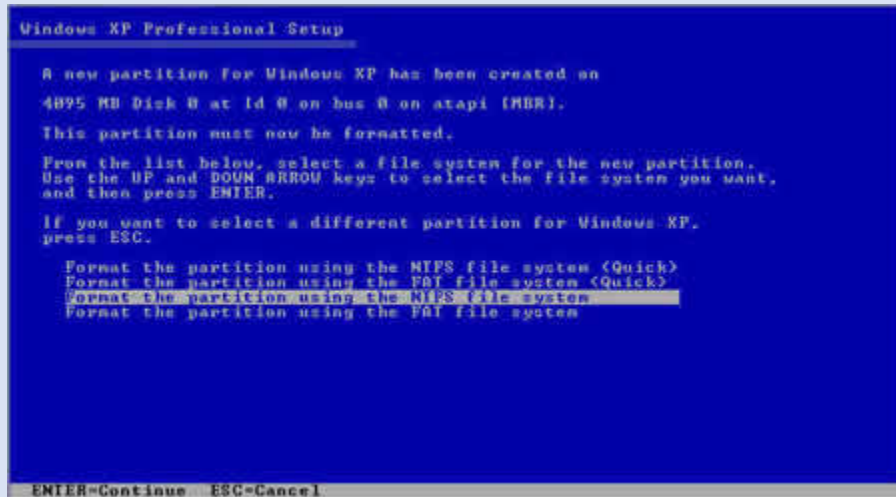 Windows XP Professional Setup
A new partition for Windows XP has been created on
4095 MB Disk 0 at Id 0 on bus 0 on atapi [MBR].
This partition must now be formatted.
From the list below, select a file system for the new partition.
Use the UP and DOWN ARROW keys to select the file system you want,
and then press ENTER.
If you want to select a different partition for Windows XP,
press ESC.
Format the partition using the NTFS file system (Quick)
Format the partition using the FAT file system (Quick)
Format the partition using the NTFS file system
Format the partition using the FAT file system
ENTER=Continue ESC=Cancel